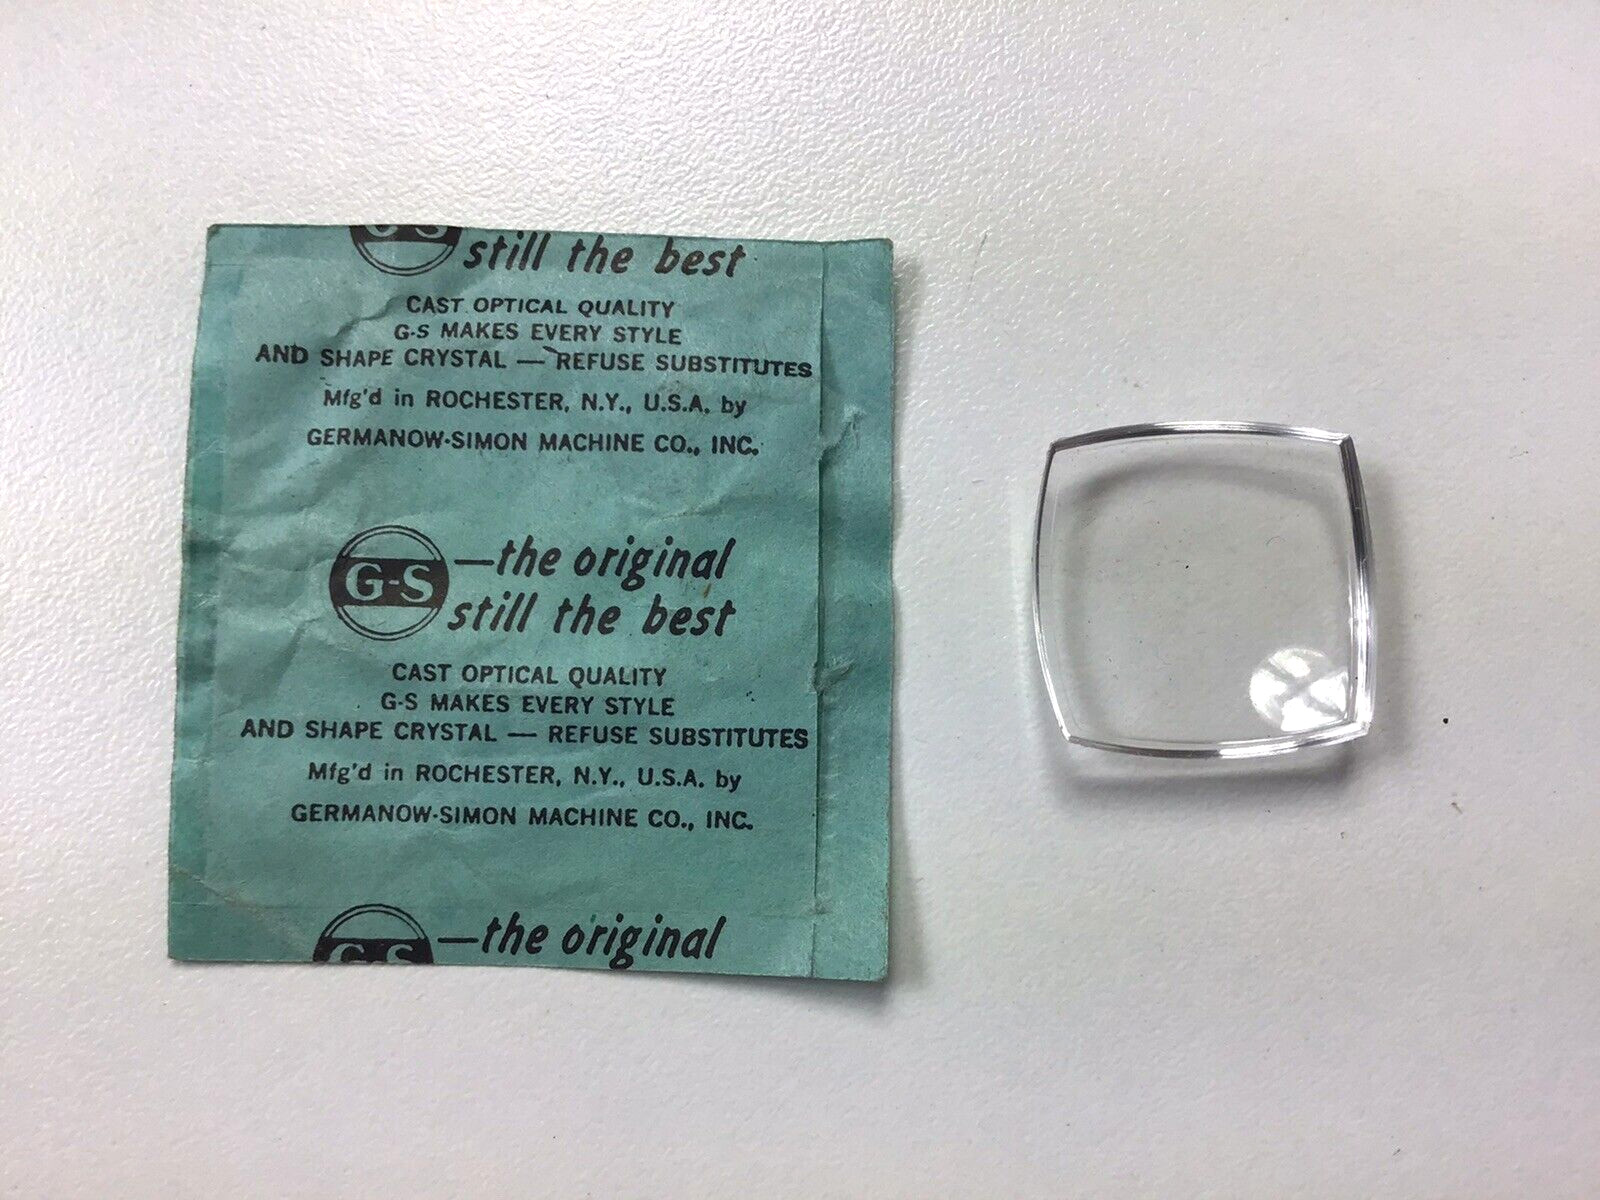 G-S still the best
CAST OPTICAL QUALITY
G-S MAKES EVERY STYLE
AND SHAPE CRYSTAL — REFUSE SUBSTITUTES
Mfg'd in ROCHESTER, N.Y., U.S.A. by
GERMANOW-SIMON MACHINE CO., INC.
G-S —the original
still the best
CAST OPTICAL QUALITY
G-S MAKES EVERY STYLE
AND SHAPE CRYSTAL — REFUSE SUBSTITUTES
Mfg'd in ROCHESTER, N.Y., U.S.A. by
GERMANOW-SIMON MACHINE CO., INC.
G-S —the original